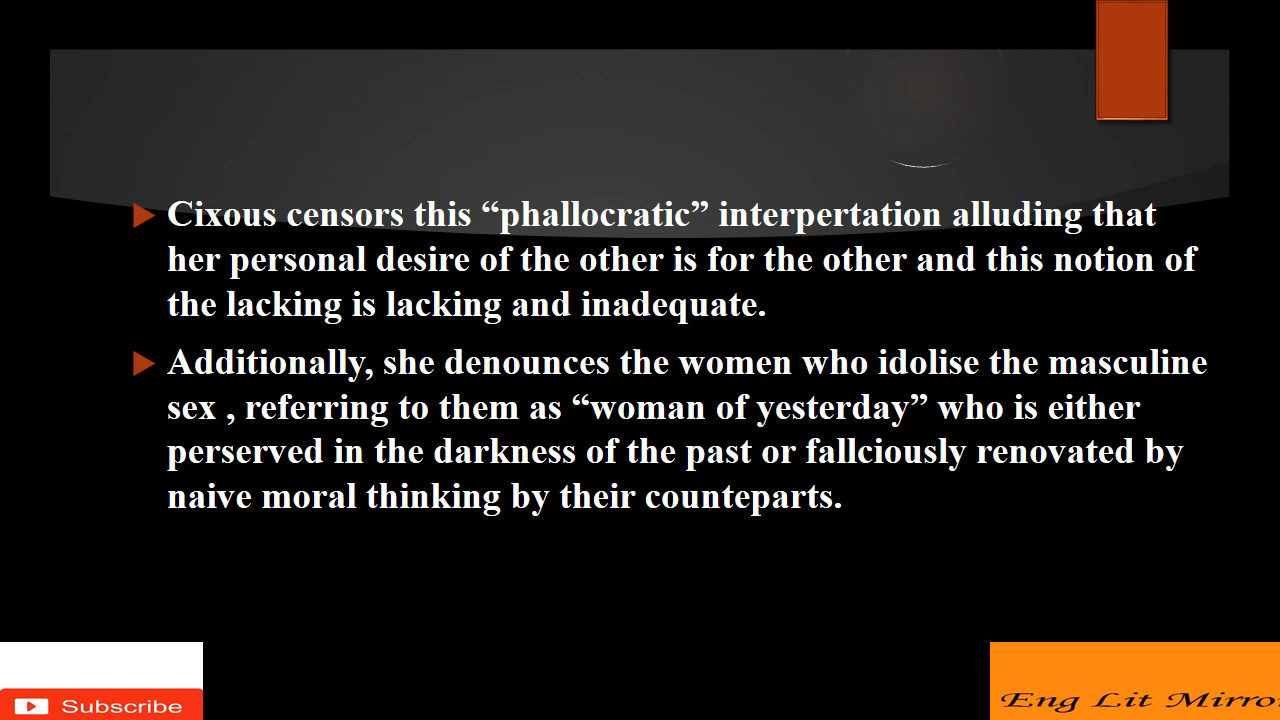 Cixous censors this “phallocratic” interpertation alluding that
her personal desire of the other is for the other and this notion of
the lacking is lacking and inadequate.
Additionally, she denounces the women who idolise the masculine
sex , referring to them as “woman of yesterday” who is either
perserved in the darkness of the past or fallciously renovated by
naive moral thinking by their counteparts.
Subscribe
Eng Lit Mirro